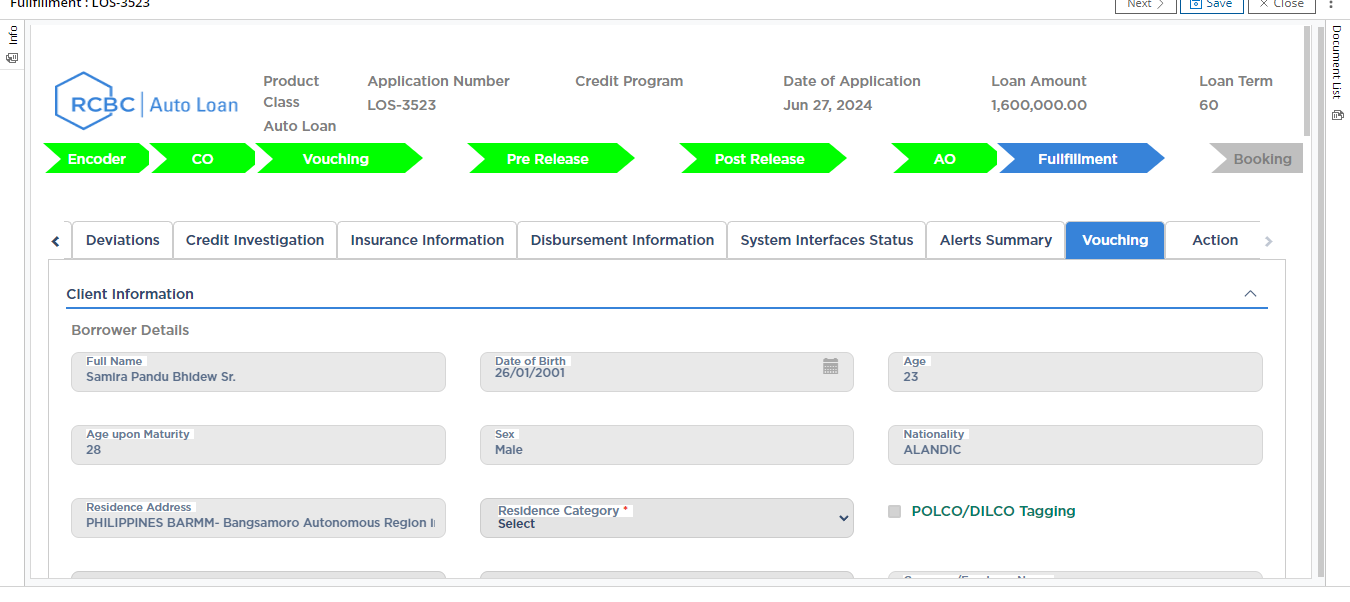 Fullfillment : LOS-3523
Next
Save
Close
Info
Document List
RCBC Auto Loan
Product Class
Auto Loan
Application Number
LOS-3523
Credit Program
Date of Application
Jun 27, 2024
Loan Amount
1,600,000.00
Loan Term
60
Encoder
CO
Vouching
Pre Release
Post Release
AO
Fullfillment
Booking
Deviations
Credit Investigation
Insurance Information
Disbursement Information
System Interfaces Status
Alerts Summary
Vouching
Action
Client Information
Borrower Details
Full Name
Samira Pandu Bhidew Sr.
Date of Birth
26/01/2001
Age
23
Age upon Maturity
28
Sex
Male
Nationality
ALANDIC
Residence Address
PHILIPPINES BARMM- Bangsamoro Autonomous Region
Residence Category *
Select
POLCO/DILCO Tagging